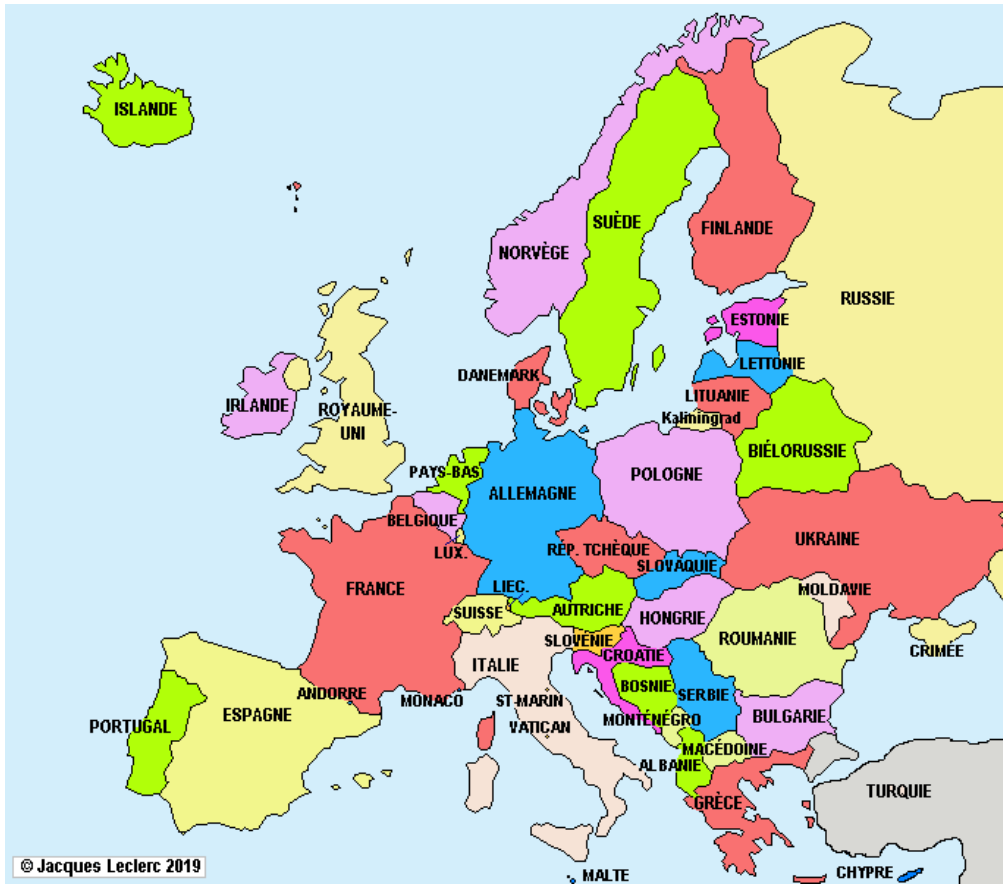 ISLANDE
SUÈDE
FINLANDE
NORVÈGE
RUSSIE
ESTONIE
LETTONIE
DANEMARK
LITUANIE
IRLANDE
ROYAUME-
UNI
Kaliningrad
BIÉLORUSSIE
PAYS-BAS
POLOGNE
ALLEMAGNE
BELGIQUE
UKRAINE
LUX.
RÉP. TCHÈQUE
SLOVAQUIE
FRANCE
LIEC.
MOLDAVIE
SUISSE
AUTRICHE
HONGRIE
ROUMANIE
SLOVÉNIE
CROATIE
CRIMÉE
ITALIE
BOSNIE
SERBIE
ANDORRE
MONACO
ST-MARIN
ESPAGNE
BULGARIE
PORTUGAL
VATICAN
MONTÉNÉGRO
MACÉDOINE
ALBANIE
TURQUIE
GRÈCE
© Jacques Leclerc 2019
MALTE
CHYPRE